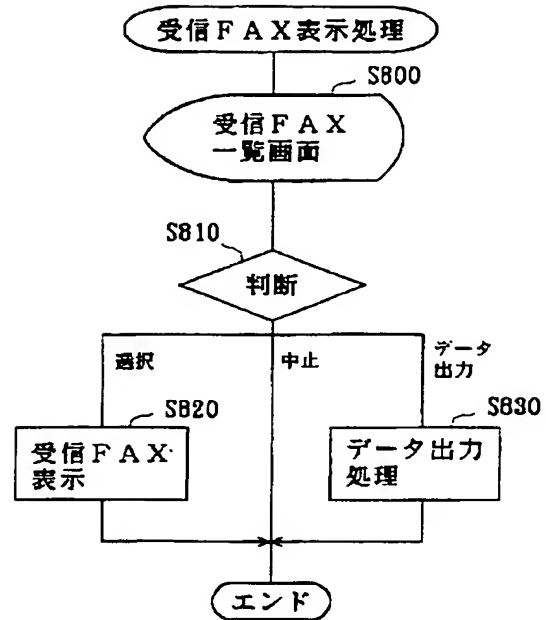 受信FAX表示処理
S800
受信FAX
一覧画面
S810
判断
選択
中止
データ
出力
S820
受信FAX
表示
S830
データ出力
処理
エンド